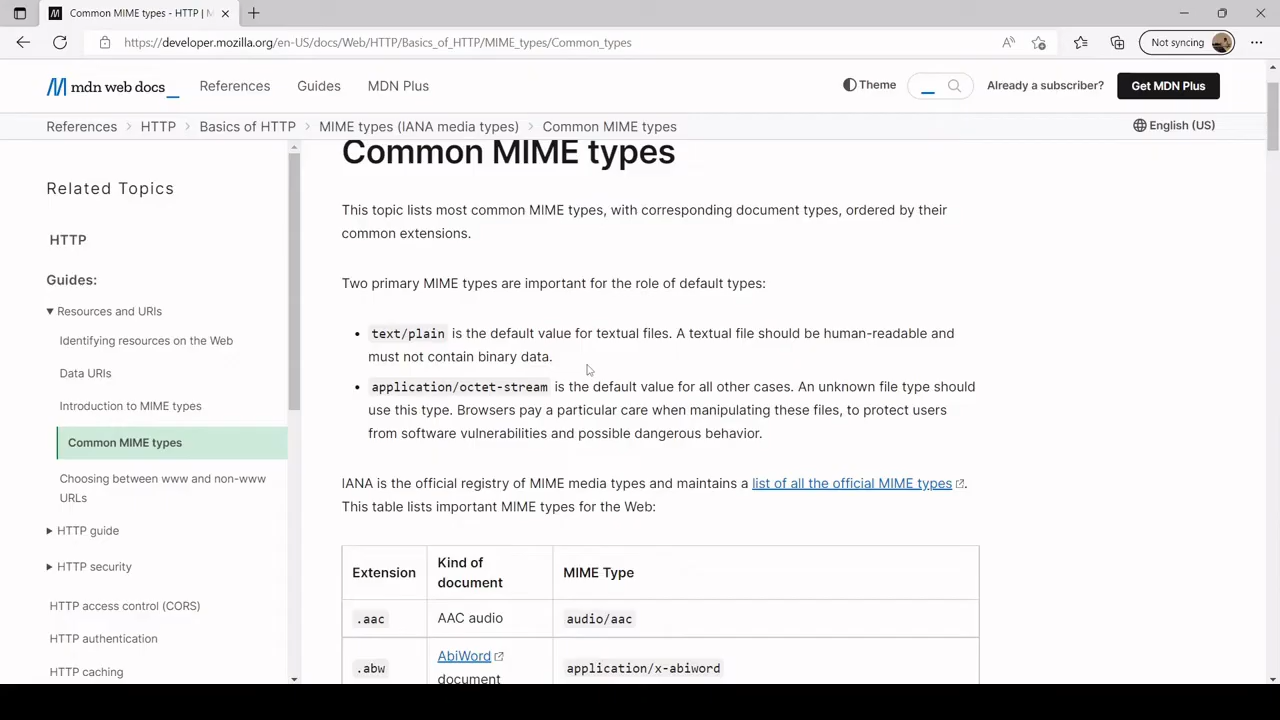 Common MIME types - HTTP | M
https://developer.mozilla.org/en-US/docs/Web/HTTP/Basics_of_HTTP/MIME_types/Common_types
Not syncing
mdn web docs
References
Guides
MDN Plus
Theme
Already a subscriber?
Get MDN Plus
References > HTTP > Basics of HTTP > MIME types (IANA media types) > Common MIME types
English (US)
Related Topics
HTTP
Guides:
Resources and URIs
Identifying resources on the Web
Data URIs
Introduction to MIME types
Common MIME types
Choosing between www and non-www
URLs
HTTP guide
HTTP security
HTTP access control (CORS)
HTTP authentication
HTTP caching
Common MIME types
This topic lists most common MIME types, with corresponding document types, ordered by their
common extensions.
Two primary MIME types are important for the role of default types:
• text/plain is the default value for textual files. A textual file should be human-readable and
must not contain binary data.
• application/octet-stream is the default value for all other cases. An unknown file type should
use this type. Browsers pay a particular care when manipulating these files, to protect users
from software vulnerabilities and possible dangerous behavior.
IANA is the official registry of MIME media types and maintains a list of all the official MIME types.
This table lists important MIME types for the Web:
Extension
Kind of
document
MIME Type
.aac
AAC audio
audio/aac
.abw
AbiWord
document
application/x-abiword